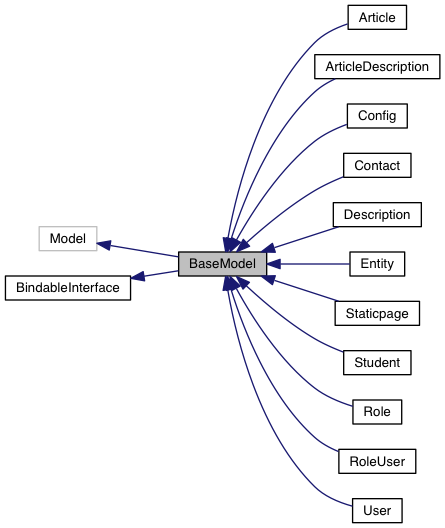 Model
BindableInterface
BaseModel
Article
ArticleDescription
Config
Contact
Description
Entity
Staticpage
Student
Role
RoleUser
User